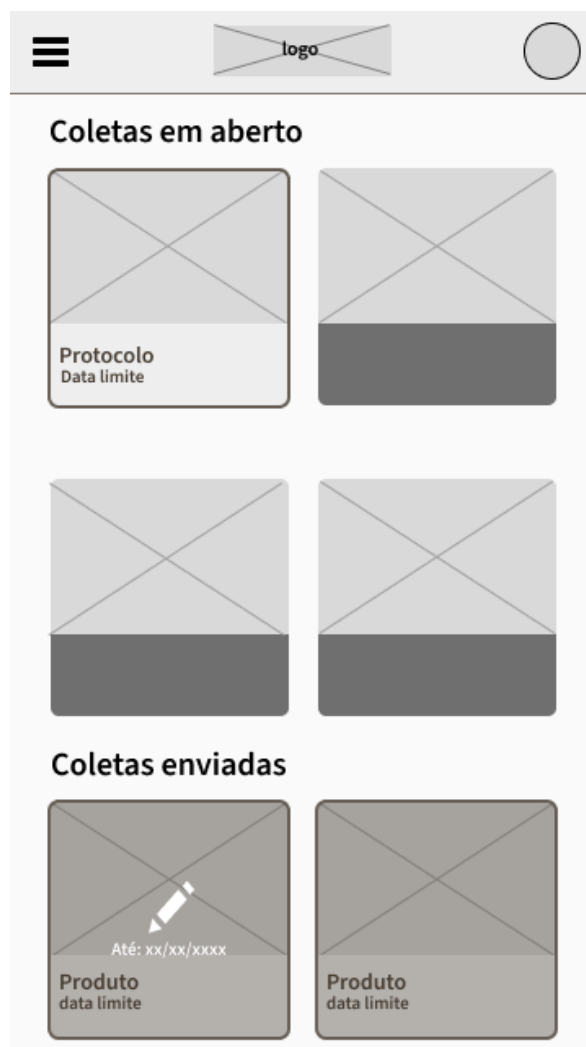 logo
Coletas em aberto
Protocolo
Data limite
Coletas enviadas
Até: xx/xx/xxxx
Produto
data limite
Produto
data limite